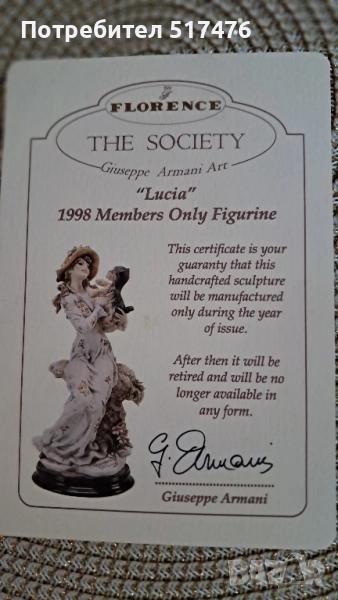 Потребител 517476
FLORENCE
THE SOCIETY
Giuseppe Armani Art
"Lucia"
1998 Members Only Figurine
This certificate is your
guaranty that this
handcrafted sculpture
will be manufactured
only during the year
of issue.
After then it will be
retired and will be no
longer available in
any form.
G. Armani
Giuseppe Armani